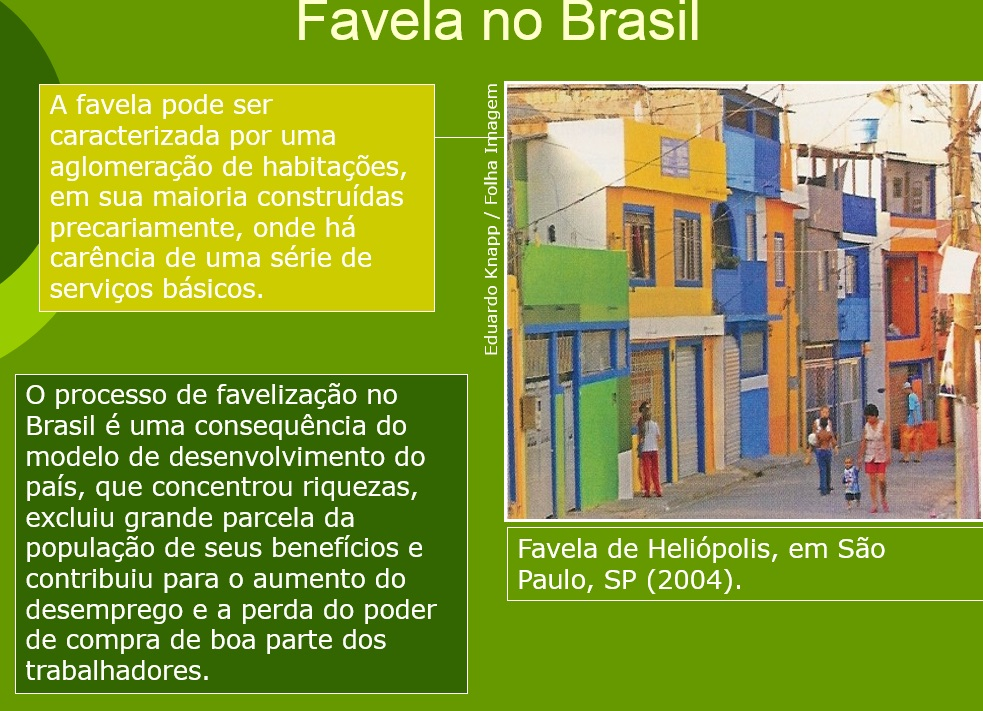 Favela no Brasil
A favela pode ser
caracterizada por uma
aglomeração de habitações,
em sua maioria construídas
precariamente, onde há
carência de uma série de
serviços básicos.
Eduardo Knapp / Folha Imagem
O processo de favelização no
Brasil é uma consequência do
modelo de desenvolvimento do
país, que concentrou riquezas,
excluiu grande parcela da
população de seus benefícios e
contribuiu para o aumento do
desemprego e a perda do poder
de compra de boa parte dos
trabalhadores.
Favela de Heliópolis, em São
Paulo, SP (2004).